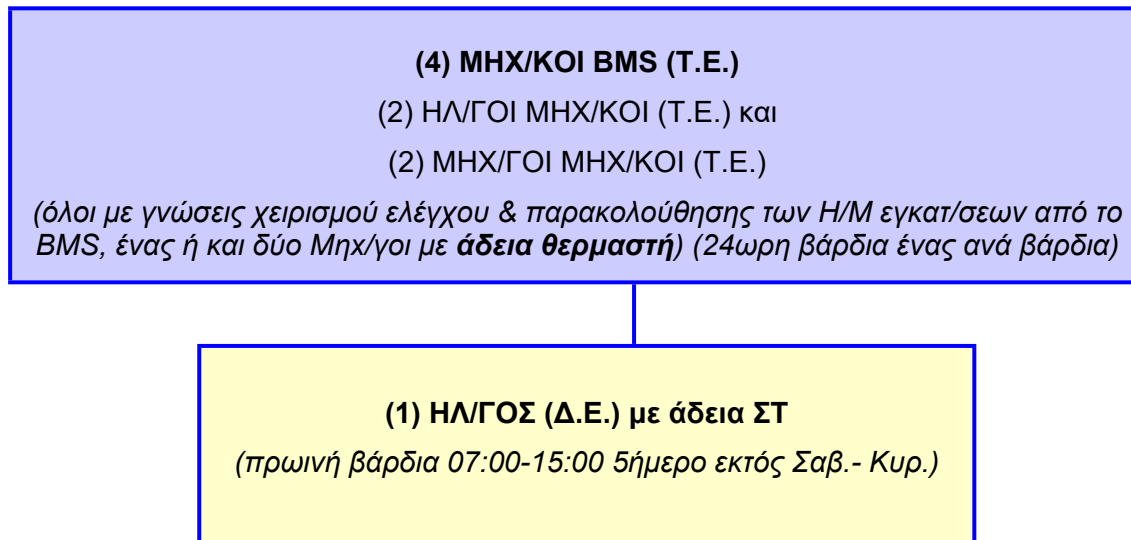 (4) ΜΗΧ/ΚΟΙ BMS (Τ.Ε.)
(2) ΗΛ/ΓΟΙ ΜΗΧ/ΚΟΙ (Τ.Ε.) και
(2) ΜΗΧ/ΓΟΙ ΜΗΧ/ΚΟΙ (Τ.Ε.)
(όλοι με γνώσεις χειρισμού ελέγχου & παρακολούθησης των Η/Μ εγκατ/σεων από το
BMS, ένας ή και δύο Μηχ/γοι με άδεια θερμαστή) (24ωρη βάρδια ένας ανά βάρδια)
(1) ΗΛ/ΓΟΣ (Δ.Ε.) με άδεια ΣΤ
(πρωινή βάρδια 07:00-15:00 5ήμερο εκτός Σαβ.- Κυρ.)